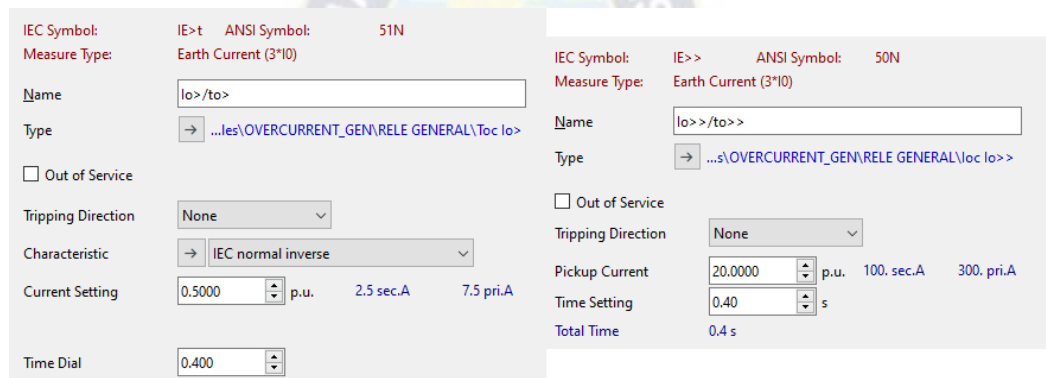 IEC Symbol: IE>t ANSI Symbol: 51N
Measure Type: Earth Current (3*I0)
Name Io>/to>
Type ...les\OVERCURRENT_GEN\RELE GENERAL\Toc Io>
Out of Service
Tripping Direction None
Characteristic IEC normal inverse
Current Setting 0.5000 p.u. 2.5 sec.A 7.5 pri.A
Time Dial 0.400
IEC Symbol: IE>> ANSI Symbol: 50N
Measure Type: Earth Current (3*I0)
Name Io>>/to>>
Type ...s\OVERCURRENT_GEN\RELE GENERAL\Ioc Io>>
Out of Service
Tripping Direction None
Pickup Current 20.0000 p.u. 100. sec.A 300. pri.A
Time Setting 0.40 s
Total Time 0.4 s